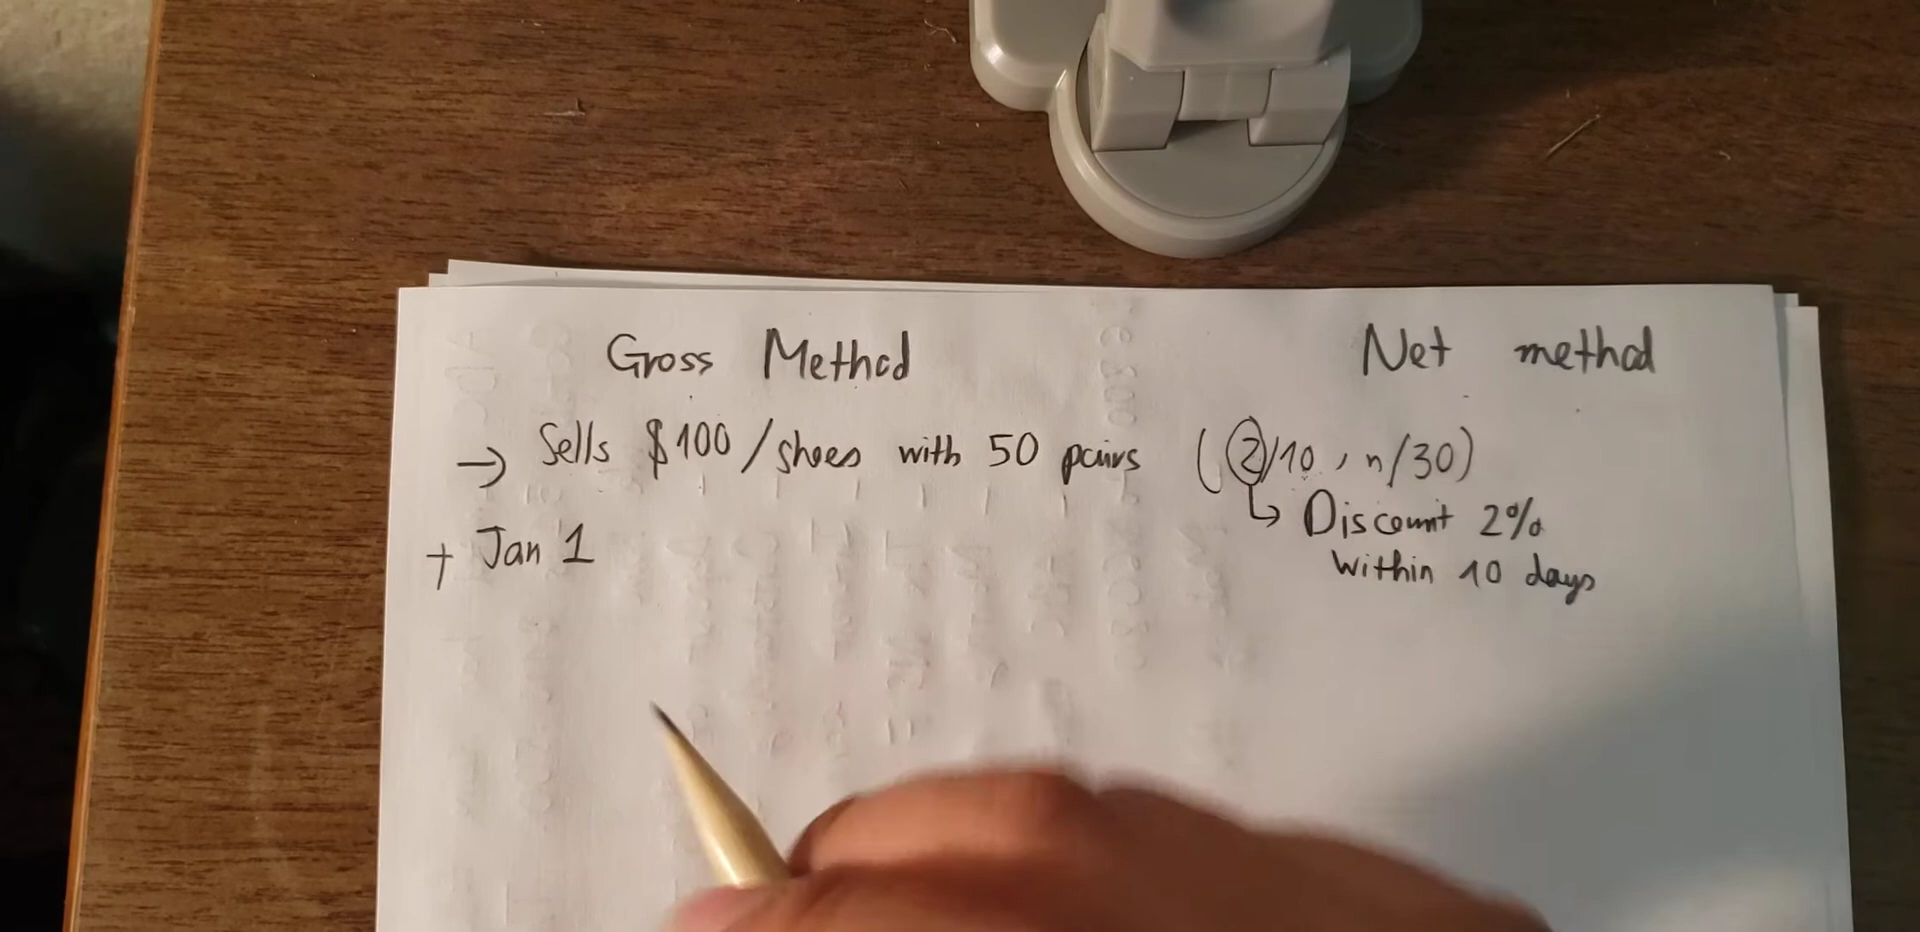 Gross Method Net method
→ Sells $100/shoes with 50 pairs (2/10, n/30)
↳ Discount 2%
within 10 days
+ Jan 1